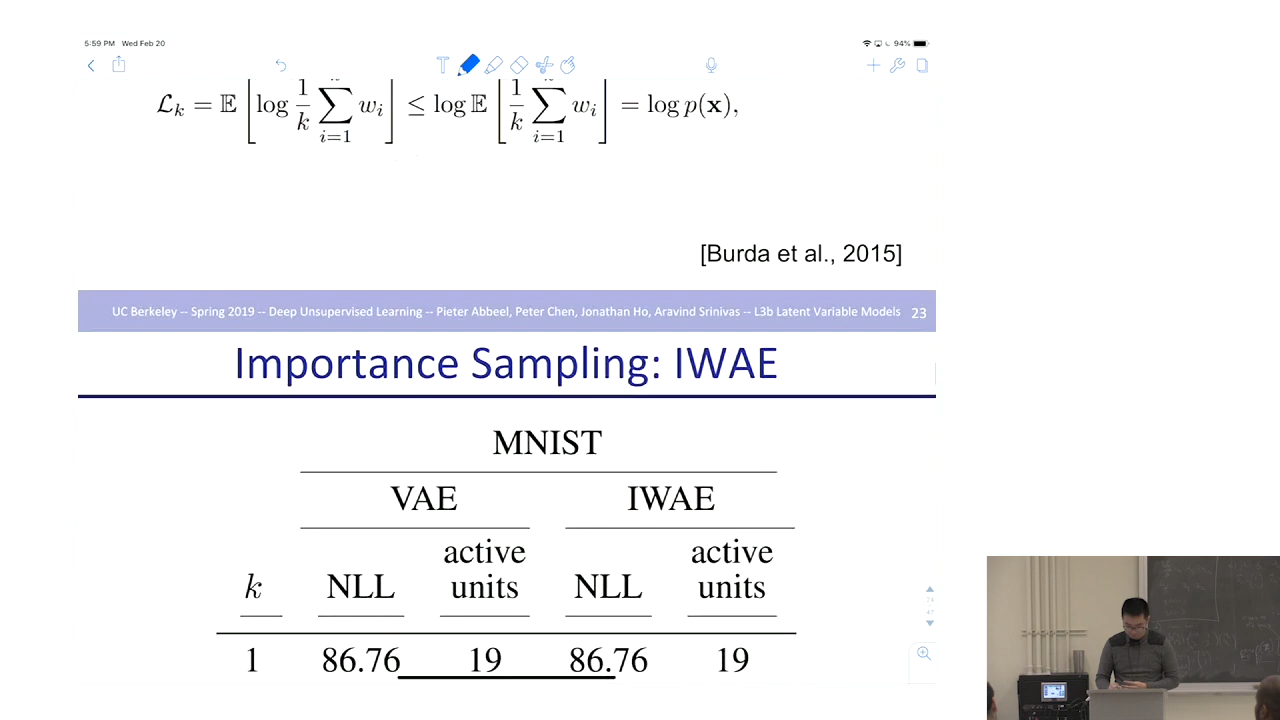 5:59 PM Wed Feb 20
94%
T
ℒₖ = 𝔼 [log 1/k ∑ᵢ₌₁ wᵢ] ≤ log 𝔼 [1/k ∑ᵢ₌₁ wᵢ] = log p(x),
[Burda et al., 2015]
UC Berkeley -- Spring 2019 -- Deep Unsupervised Learning -- Pieter Abbeel, Peter Chen, Jonathan Ho, Aravind Srinivas -- L3b Latent Variable Models 23
Importance Sampling: IWAE
MNIST
VAE IWAE
k NLL active units NLL active units
1 86.76 19 86.76 19